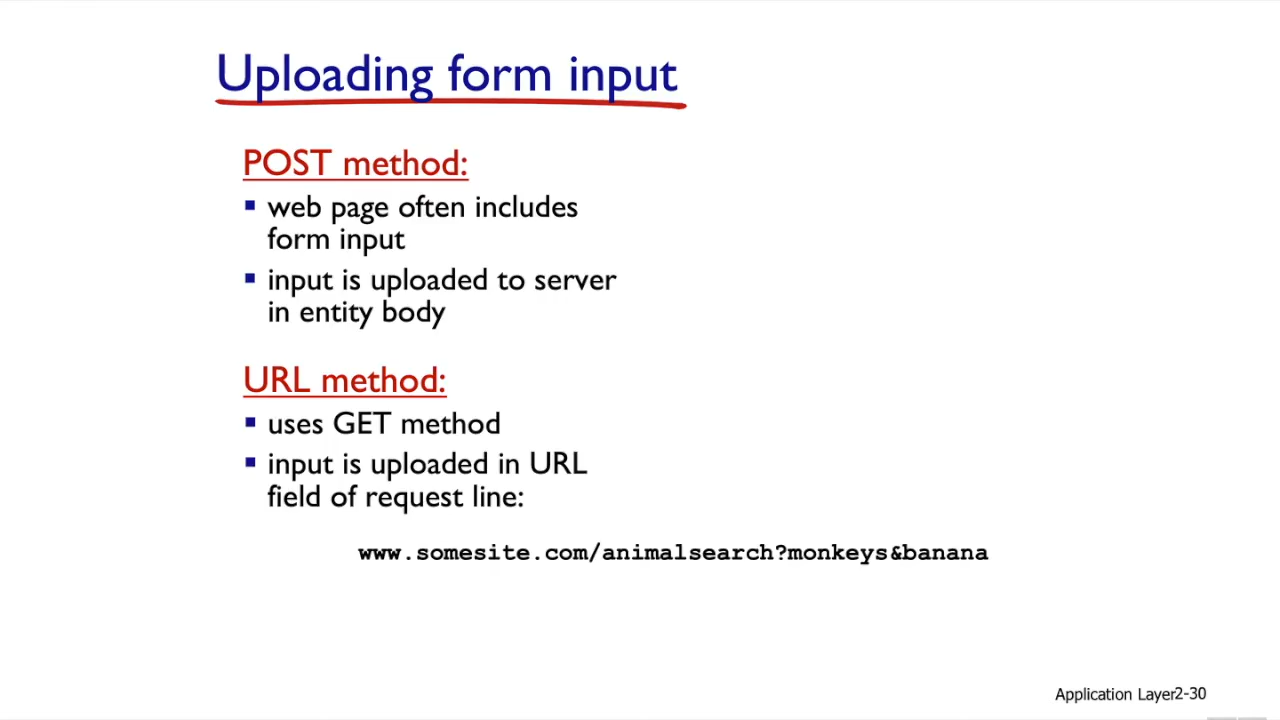 Uploading form input
POST method:
▪ web page often includes
form input
▪ input is uploaded to server
in entity body
URL method:
▪ uses GET method
▪ input is uploaded in URL
field of request line:
www.somesite.com/animalsearch?monkeys&banana
Application Layer2-30